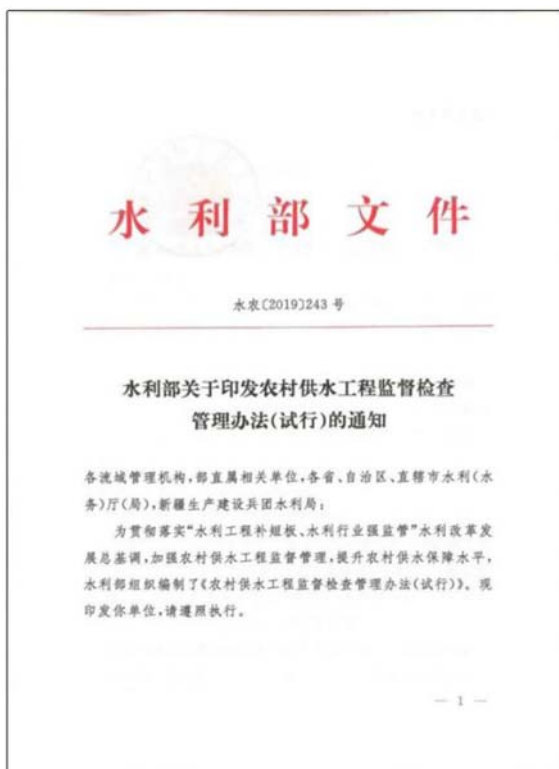 水利部文件
水农〔2019〕243号
水利部关于印发农村供水工程监督检查
管理办法(试行)的通知
各流域管理机构,部直属相关单位,各省、自治区、直辖市水利(水
务)厅(局),新疆生产建设兵团水利局:
为贯彻落实“水利工程补短板、水利行业强监管”水利改革发
展总基调,加强农村供水工程监督管理,提升农村供水保障水平,
水利部组织编制了《农村供水工程监督检查管理办法(试行)》。现
印发你单位,请遵照执行。
— 1 —